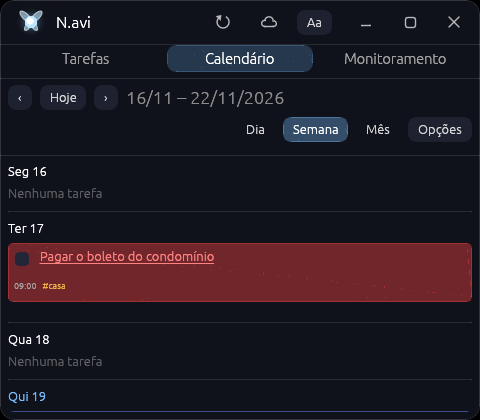 N.avi
Aa
Tarefas Calendário Monitoramento
‹ Hoje › 16/11 – 22/11/2026
Dia Semana Mês Opções
Seg 16
Nenhuma tarefa
Ter 17
Pagar o boleto do condomínio
09:00 #casa
Qua 18
Nenhuma tarefa
Qui 19